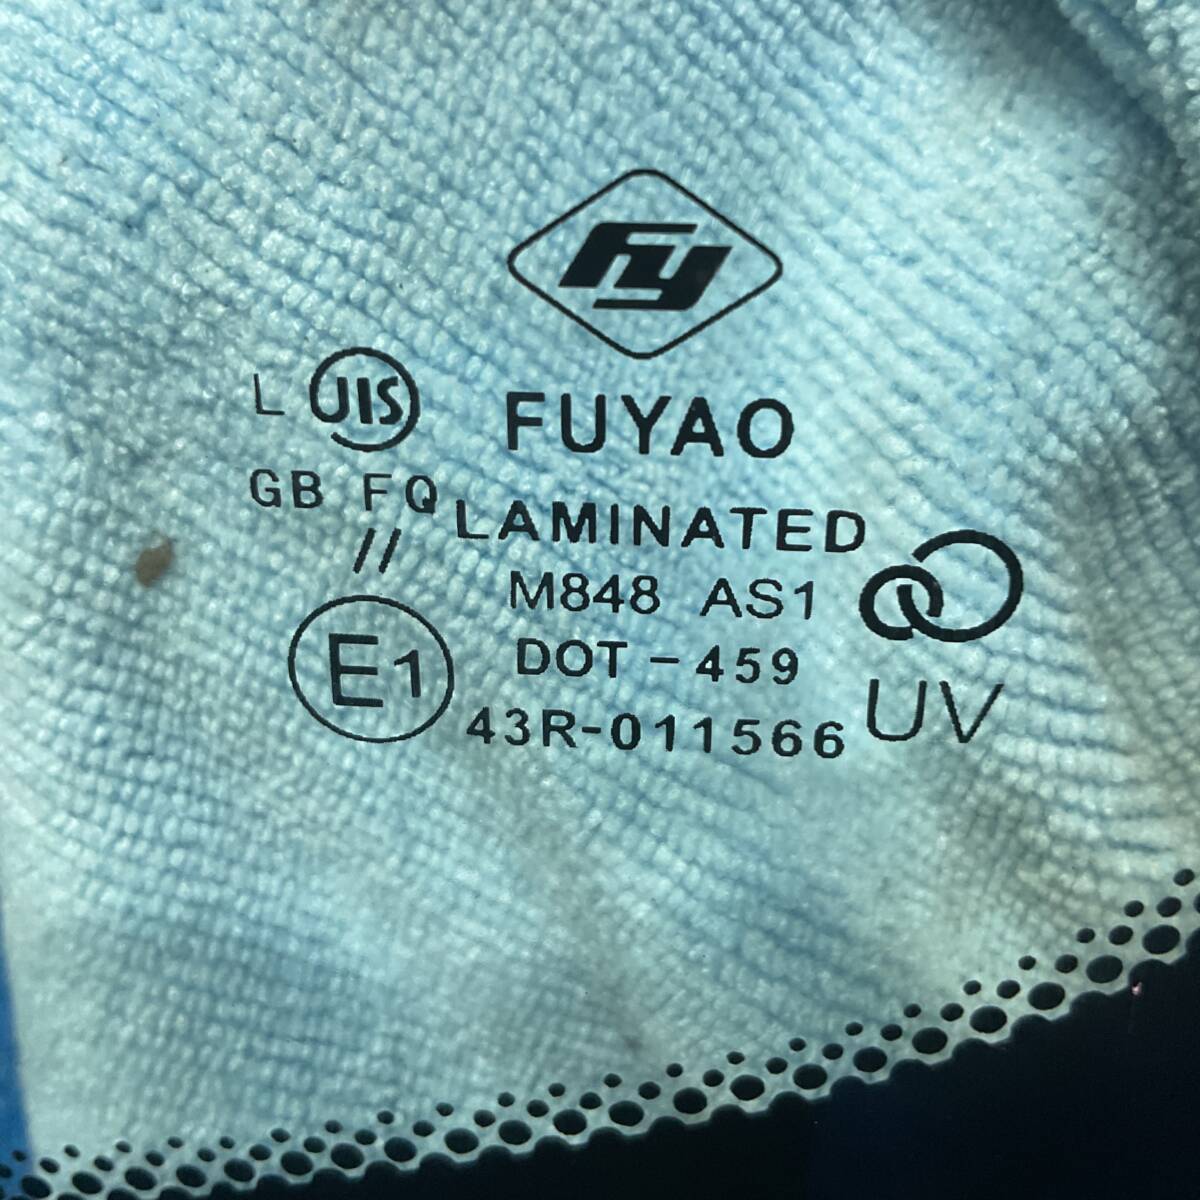 FY
FUYAO
L JIS
GB FQ
//
LAMINATED
M848 AS1
DOT-459
43R-011566
E1
UV